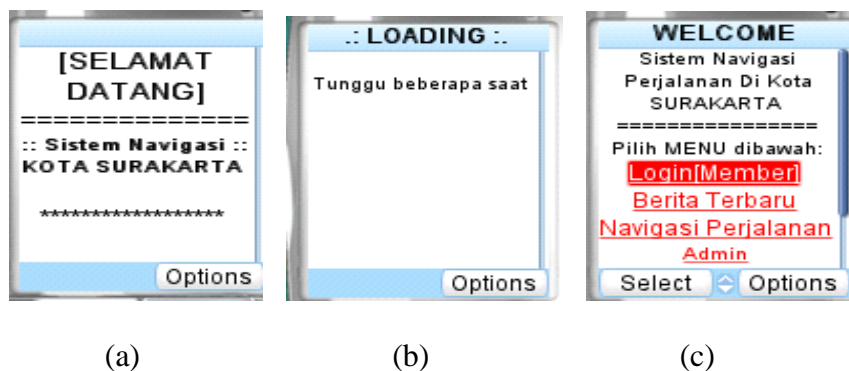 [SELAMAT
DATANG]
===============
:: Sistem Navigasi ::
KOTA SURAKARTA
******************
Options
.: LOADING :.
Tunggu beberapa saat
Options
WELCOME
Sistem Navigasi
Perjalanan Di Kota
SURAKARTA
=================
Pilih MENU dibawah:
Login[Member]
Berita Terbaru
Navigasi Perjalanan
Admin
Select Options
(a) (b) (c)